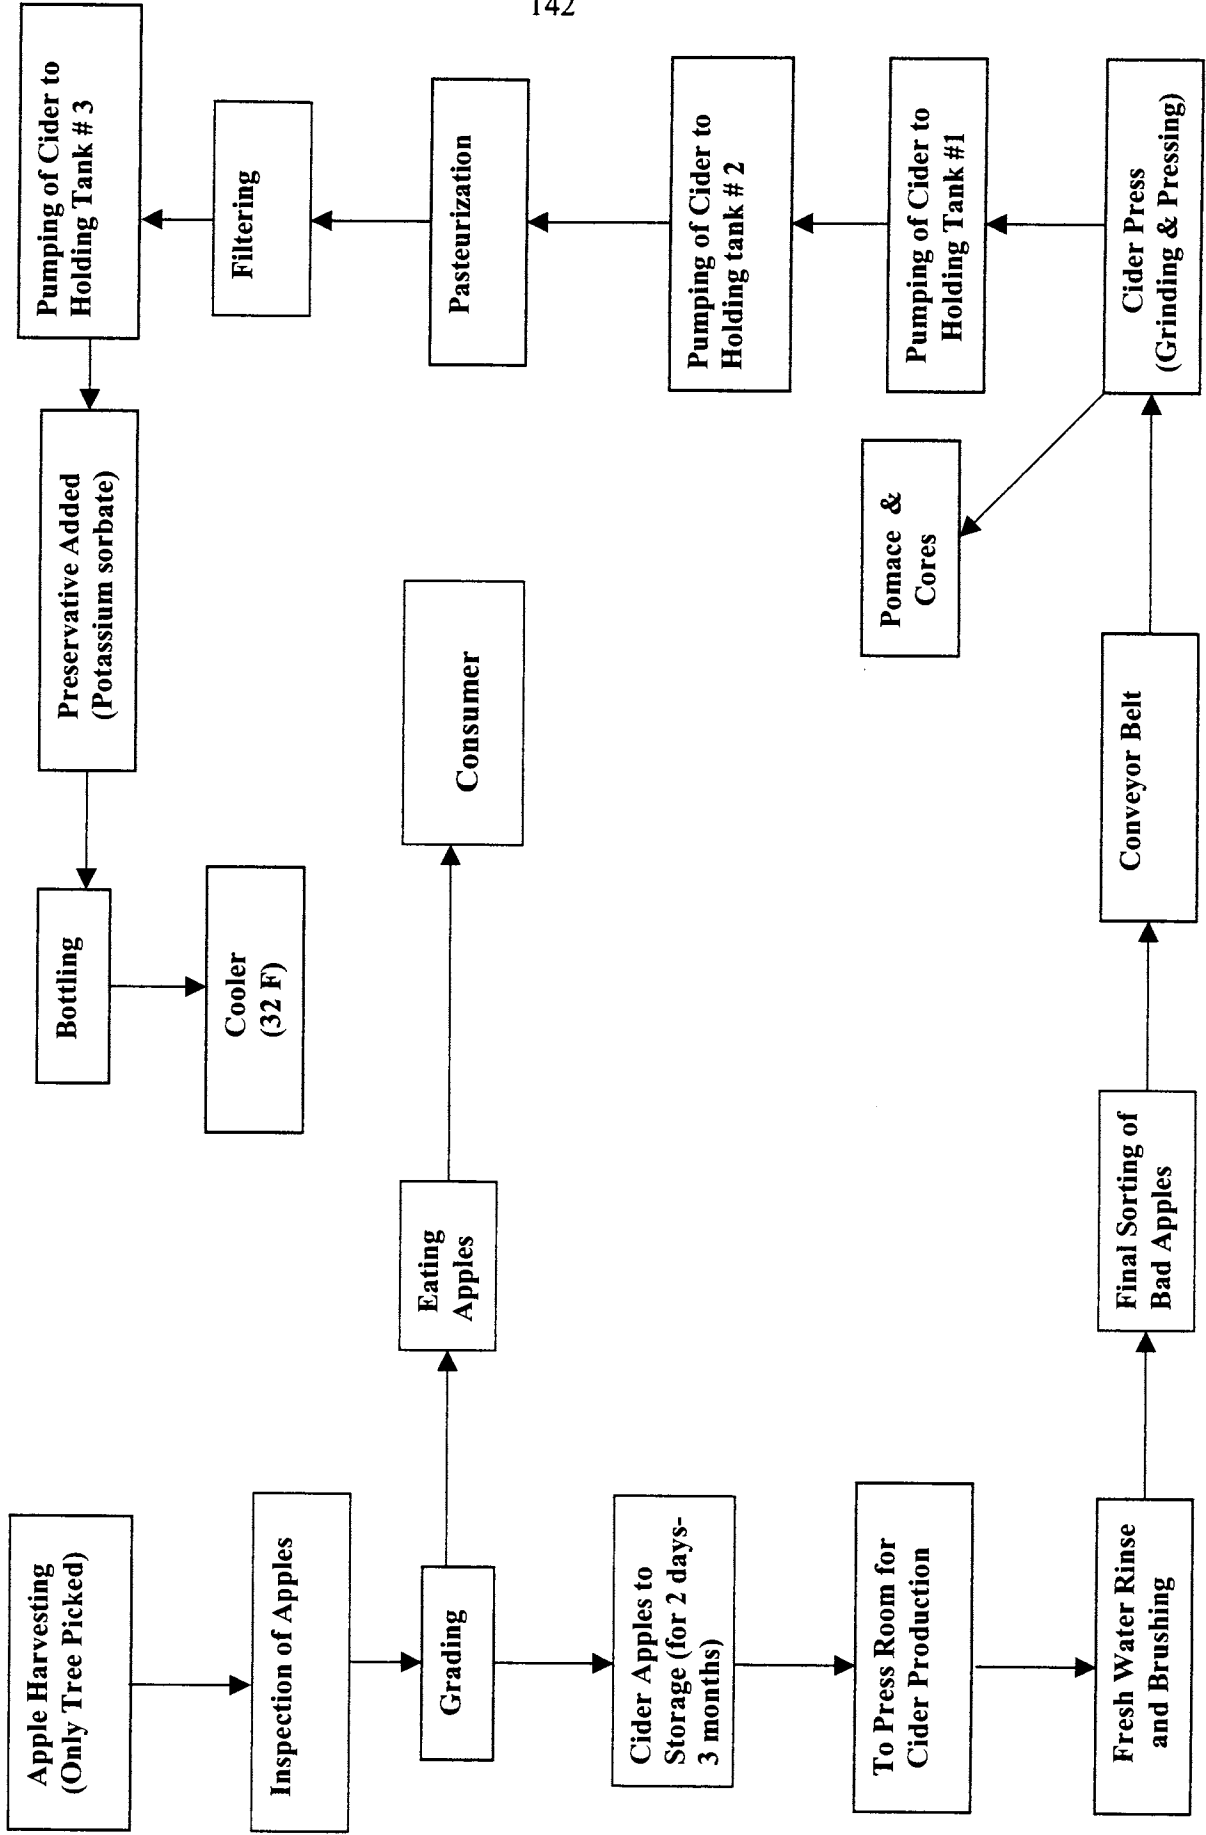 142
Apple Harvesting
(Only Tree Picked)
Inspection of Apples
Grading
Eating
Apples
Consumer
Cider Apples to
Storage (for 2 days-
3 months)
To Press Room for
Cider Production
Fresh Water Rinse
and Brushing
Final Sorting of
Bad Apples
Conveyor Belt
Cider Press
(Grinding & Pressing)
Pomace &
Cores
Pumping of Cider to
Holding Tank #1
Pumping of Cider to
Holding tank # 2
Pasteurization
Filtering
Pumping of Cider to
Holding Tank # 3
Preservative Added
(Potassium sorbate)
Bottling
Cooler
(32 F)